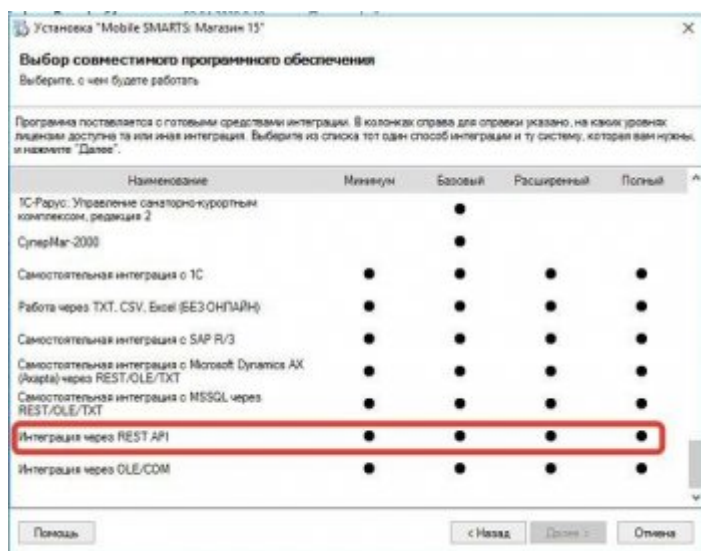 Установка "Mobile SMARTS: Магазин 15"
Выбор совместимого программного обеспечения
Выберите, с чем будете работать
Программа поставляется с готовыми средствами интеграции. В колонках справа для справки указано, на каких уровнях
лицензии доступна та или иная интеграция. Выберите из списка тот один способ интеграции и ту систему, которая вам нужны,
и нажмите "Далее".
Наименование Минимум Базовый Расширенный Полный
1С-Рарус: Управление санаторно-курортным
комплексом, редакция 2
СуперМаг-2000
Самостоятельная интеграция с 1С
Работа через TXT, CSV, Excel (БЕЗ ОНЛАЙН)
Самостоятельная интеграция с SAP R/3
Самостоятельная интеграция с Microsoft Dynamics AX
(Axapta) через REST/OLE/TXT
Самостоятельная интеграция с MSSQL через
REST/OLE/TXT
Интеграция через REST API
Интеграция через OLE/COM
Помощь < Назад Далее > Отмена